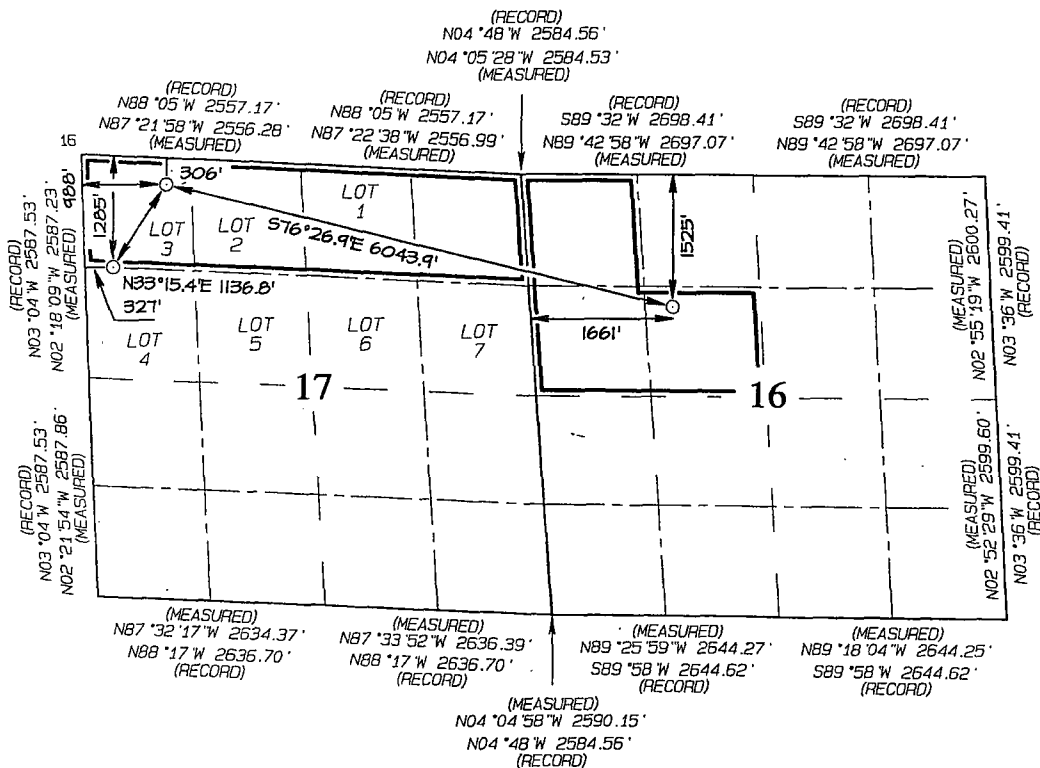 (RECORD)
N04°48'W 2584.56'
N04°05'28"W 2584.53'
(MEASURED)
(RECORD)
N88°05'W 2557.17'
N87°21'58"W 2556.28'
(MEASURED)
(RECORD)
N88°05'W 2557.17'
N87°22'38"W 2556.99'
(MEASURED)
(RECORD)
S89°32'W 2698.41'
N89°42'58"W 2697.07'
(MEASURED)
(RECORD)
S89°32'W 2698.41'
N89°42'58"W 2697.07'
(MEASURED)
16
988'
306'
1285'
LOT
1
LOT
2
LOT
3
S76°26.9'E 6043.9'
1525'
N33°15.4'E 1136.8'
327'
1661'
LOT
4
LOT
5
LOT
6
LOT
7
17
16
(RECORD)
N03°04'W 2587.53'
N02°18'09"W 2587.23'
(MEASURED)
(RECORD)
N03°04'W 2587.53'
N02°21'54"W 2587.86'
(MEASURED)
(MEASURED)
N02°55'19"W 2600.27'
N03°36'W 2599.41'
(RECORD)
(MEASURED)
N02°52'29"W 2599.60'
N03°36'W 2599.41'
(RECORD)
(MEASURED)
N87°32'17"W 2634.37'
N88°17'W 2636.70'
(RECORD)
(MEASURED)
N87°33'52"W 2636.39'
N88°17'W 2636.70'
(RECORD)
(MEASURED)
N89°25'59"W 2644.27'
S89°58'W 2644.62'
(RECORD)
(MEASURED)
N89°18'04"W 2644.25'
S89°58'W 2644.62'
(RECORD)
(MEASURED)
N04°04'58"W 2590.15'
N04°48'W 2584.56'
(RECORD)